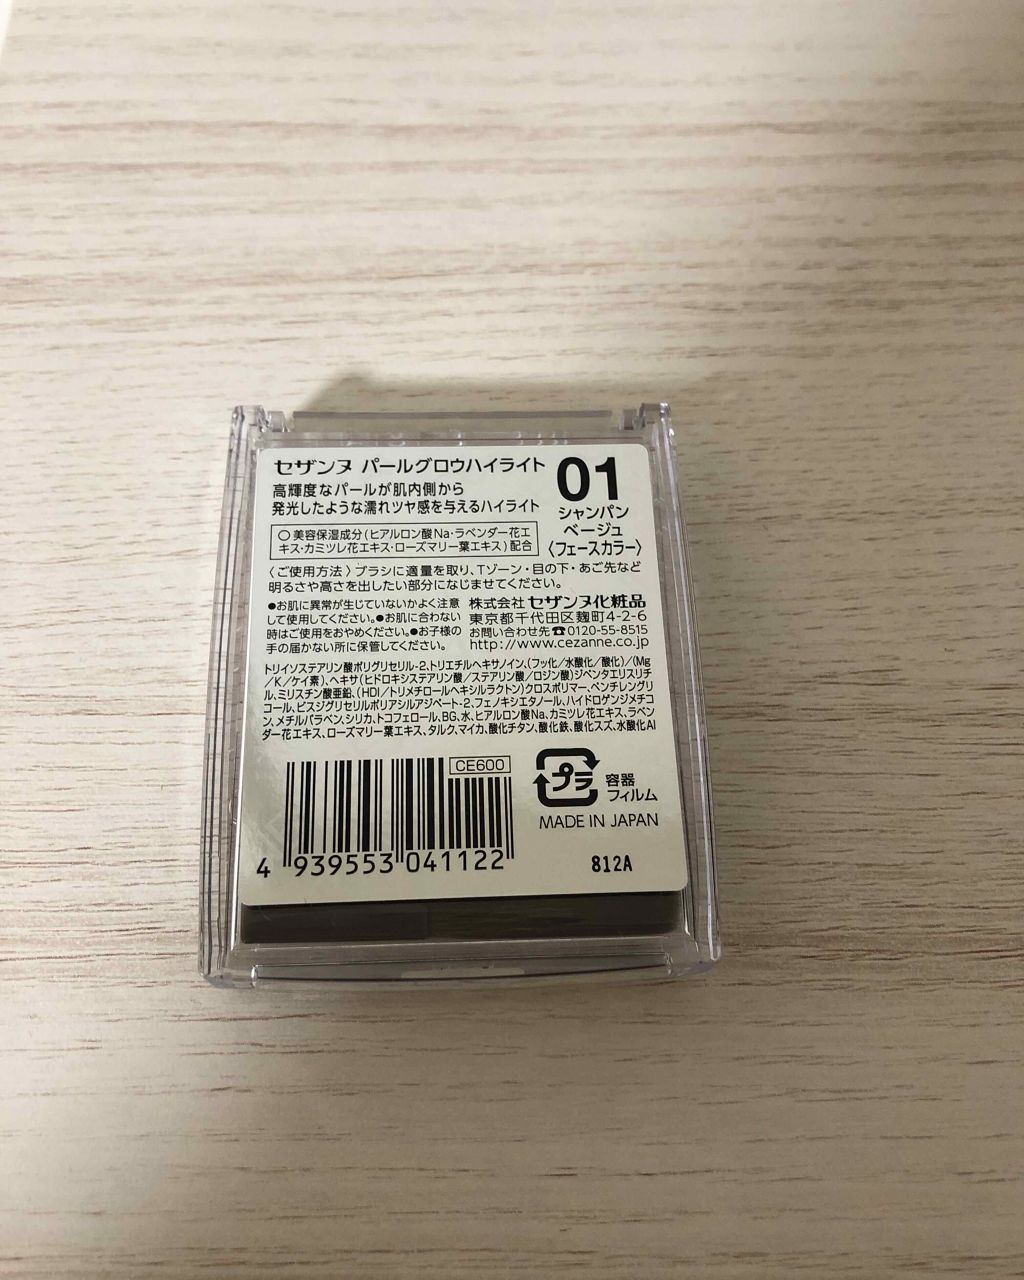 セザンヌ パールグロウハイライト
01
シャンパン
ベージュ
〈フェースカラー〉
高輝度なパールが肌内側から
発光したような濡れツヤ感を与えるハイライト
○美容保湿成分(ヒアルロン酸Na・ラベンダー花エ
キス・カミツレ花エキス・ローズマリー葉エキス)配合
〈ご使用方法〉ブラシに適量を取り、Tゾーン・目の下・あご先など
明るさや高さを出したい部分になじませてください。
●お肌に異常が生じていないかよく注意
して使用してください。●お肌に合わない
時はご使用をおやめください。●お子様の
手の届かない所に保管してください。
株式会社 セザンヌ化粧品
東京都千代田区麹町4-2-6
お問い合わせ先☎0120-55-8515
http://www.cezanne.co.jp
トリイソステアリン酸ポリグリセリル-2、トリエチルヘキサノイン、(フッ化/水酸化/酸化)/(Mg
/K/ケイ素)、ヘキサ(ヒドロキシステアリン酸/ステアリン酸/ロジン酸)ジペンタエリスリチ
ル、ミリスチン酸亜鉛、(HDI/トリメチロールヘキシルラクトン)クロスポリマー、ペンチレングリ
コール、ビスジグリセリルポリアシルアジペート-2、フェノキシエタノール、ハイドロゲンジメチコ
ン、メチルパラベン、シリカ、トコフェロール、BG、水、ヒアルロン酸Na、カミツレ花エキス、ラベン
ダー花エキス、ローズマリー葉エキス、タルク、マイカ、酸化チタン、酸化鉄、酸化スズ、水酸化Al
CE600
4 939553 041122
プラ
容器
フィルム
MADE IN JAPAN
812A